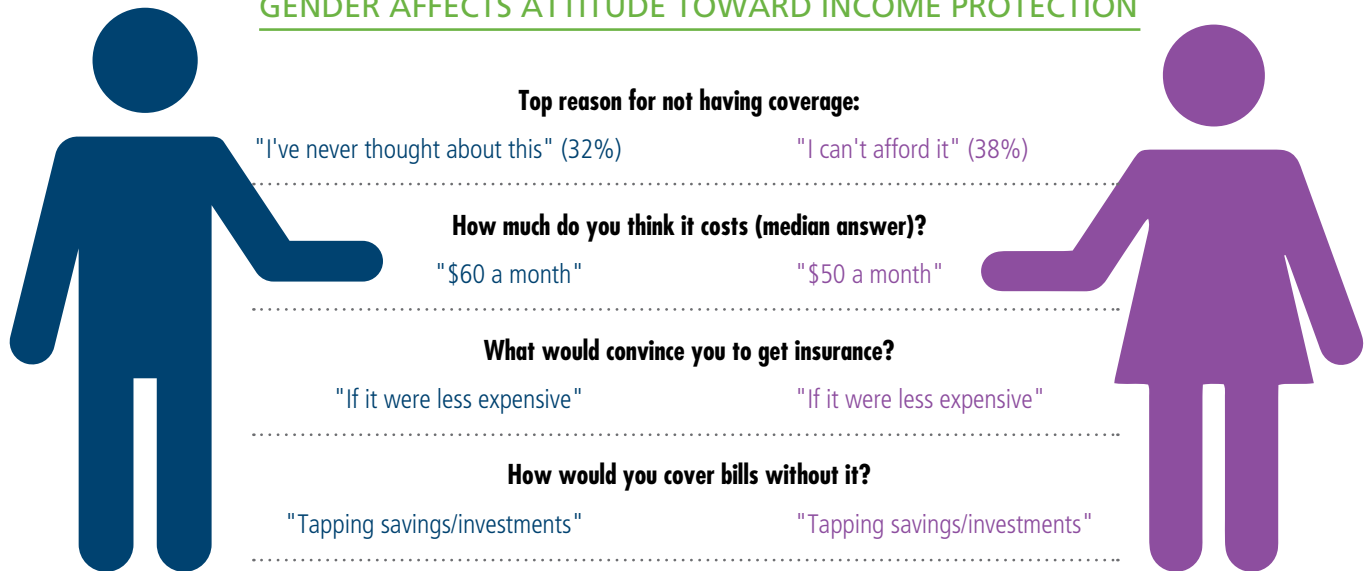 GENDER AFFECTS ATTITUDE TOWARD INCOME PROTECTION
Top reason for not having coverage:
"I've never thought about this" (32%) "I can't afford it" (38%)
How much do you think it costs (median answer)?
"$60 a month" "$50 a month"
What would convince you to get insurance?
"If it were less expensive" "If it were less expensive"
How would you cover bills without it?
"Tapping savings/investments" "Tapping savings/investments"